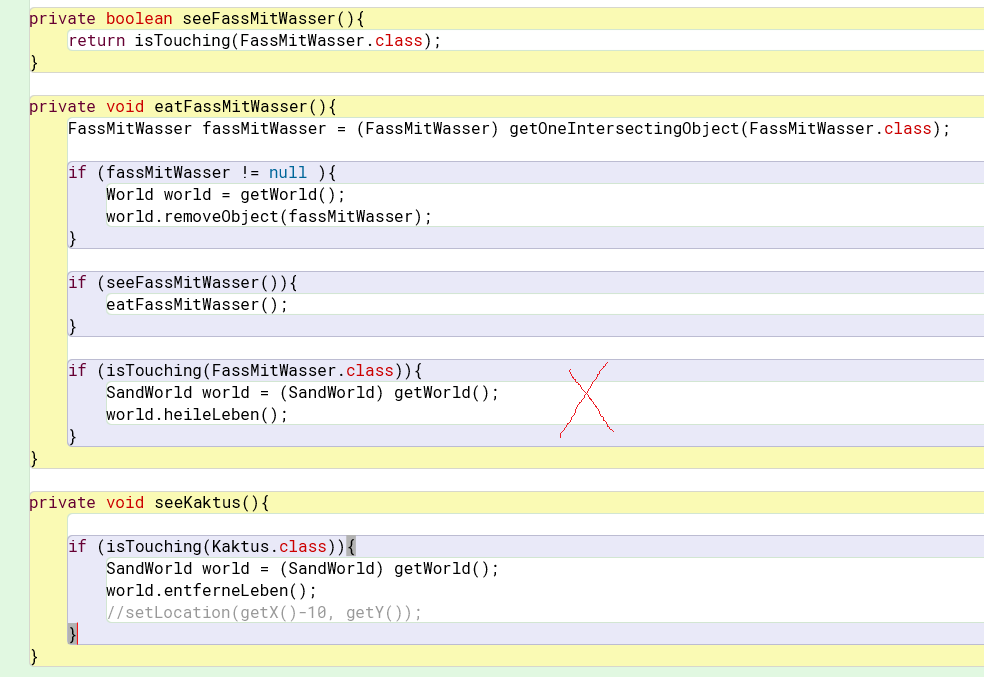 private boolean seeFassMitWasser(){
return isTouching(FassMitWasser.class);
}
private void eatFassMitWasser(){
FassMitWasser fassMitWasser = (FassMitWasser) getOneIntersectingObject(FassMitWasser.class);
if (fassMitWasser != null ){
World world = getWorld();
world.removeObject(fassMitWasser);
}
if (seeFassMitWasser()){
eatFassMitWasser();
}
if (isTouching(FassMitWasser.class)){
SandWorld world = (SandWorld) getWorld();
world.heileLeben();
}
}
private void seeKaktus(){
if (isTouching(Kaktus.class)){
SandWorld world = (SandWorld) getWorld();
world.entferneLeben();
//setLocation(getX()-10, getY());
}
}